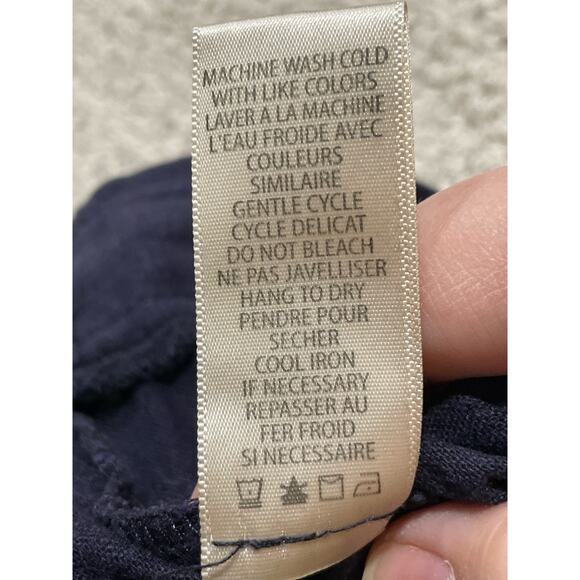 MACHINE WASH COLD
WITH LIKE COLORS
LAVER A LA MACHINE
L'EAU FROIDE AVEC
COULEURS
SIMILAIRE
GENTLE CYCLE
CYCLE DELICAT
DO NOT BLEACH
NE PAS JAVELLISER
HANG TO DRY
PENDRE POUR
SECHER
COOL IRON
IF NECESSARY
REPASSER AU
FER FROID
SI NECESSAIRE